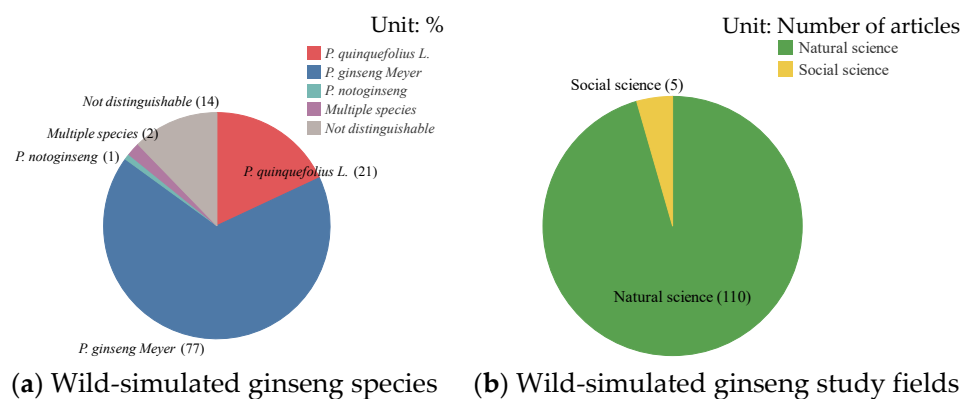 Unit: %
P. quinquefolius L.
P. ginseng Meyer
P. notoginseng
Multiple species
Not distinguishable
Not distinguishable (14)
Multiple species (2)
P. notoginseng (1)
P. quinquefolius L. (21)
P. ginseng Meyer (77)
(a) Wild-simulated ginseng species
Unit: Number of articles
Natural science
Social science
Social science (5)
Natural science (110)
(b) Wild-simulated ginseng study fields